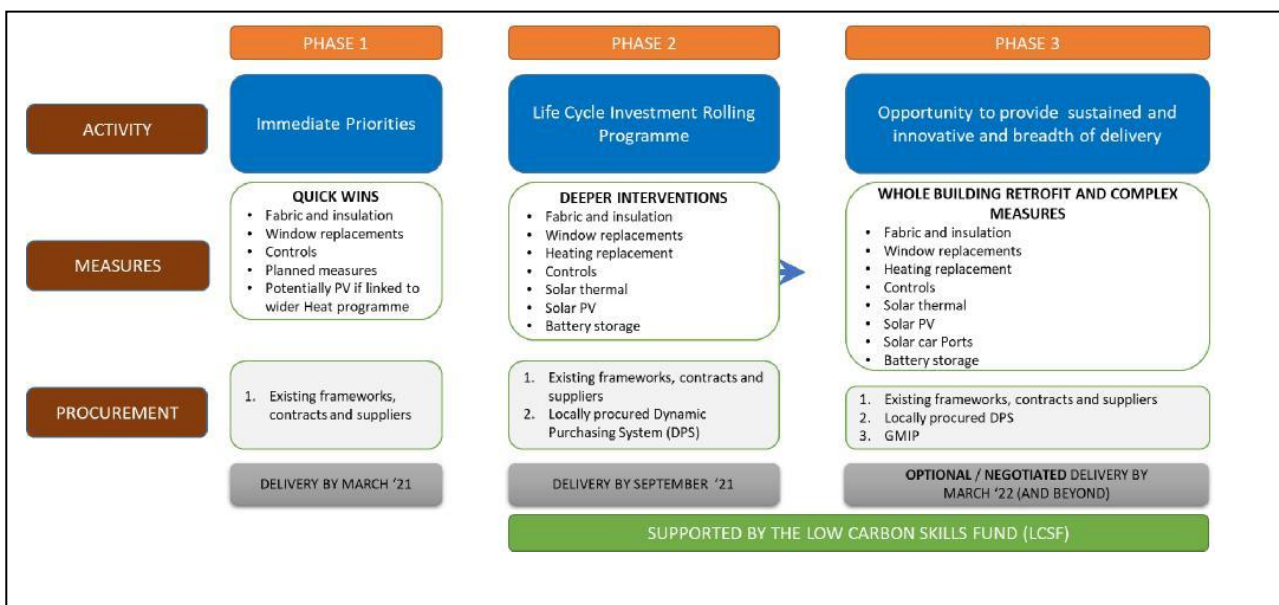 PHASE 1
PHASE 2
PHASE 3
ACTIVITY
Immediate Priorities
Life Cycle Investment Rolling
Programme
Opportunity to provide sustained and
innovative and breadth of delivery
MEASURES
QUICK WINS
• Fabric and insulation
• Window replacements
• Controls
• Planned measures
• Potentially PV if linked to
wider Heat programme
DEEPER INTERVENTIONS
• Fabric and insulation
• Window replacements
• Heating replacement
• Controls
• Solar thermal
• Solar PV
• Battery storage
WHOLE BUILDING RETROFIT AND COMPLEX
MEASURES
• Fabric and insulation
• Window replacements
• Heating replacement
• Controls
• Solar thermal
• Solar PV
• Solar car Ports
• Battery storage
PROCUREMENT
1. Existing frameworks,
contracts and suppliers
1. Existing frameworks, contracts and
suppliers
2. Locally procured Dynamic
Purchasing System (DPS)
1. Existing frameworks, contracts and suppliers
2. Locally procured DPS
3. GMIP
DELIVERY BY MARCH '21
DELIVERY BY SEPTEMBER '21
OPTIONAL / NEGOTIATED DELIVERY BY
MARCH '22 (AND BEYOND)
SUPPORTED BY THE LOW CARBON SKILLS FUND (LCSF)